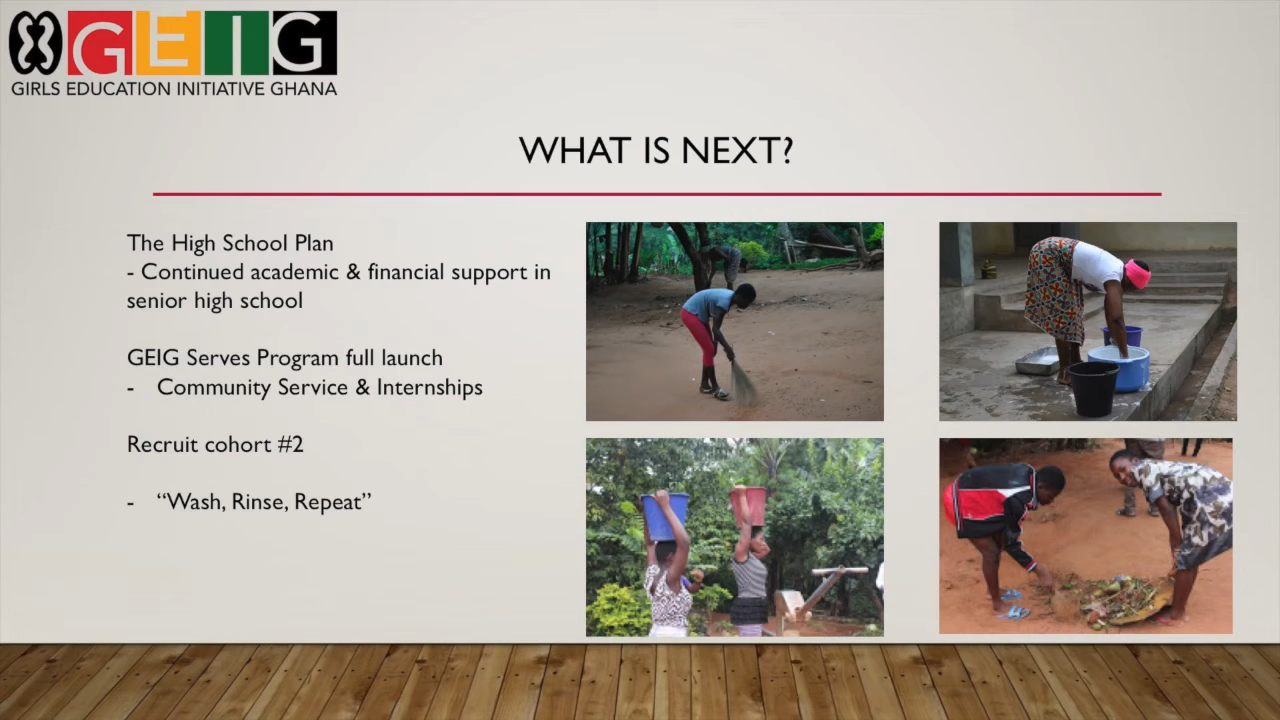 GEIG
GIRLS EDUCATION INITIATIVE GHANA
WHAT IS NEXT?
The High School Plan
- Continued academic & financial support in
senior high school
GEIG Serves Program full launch
- Community Service & Internships
Recruit cohort #2
- “Wash, Rinse, Repeat”